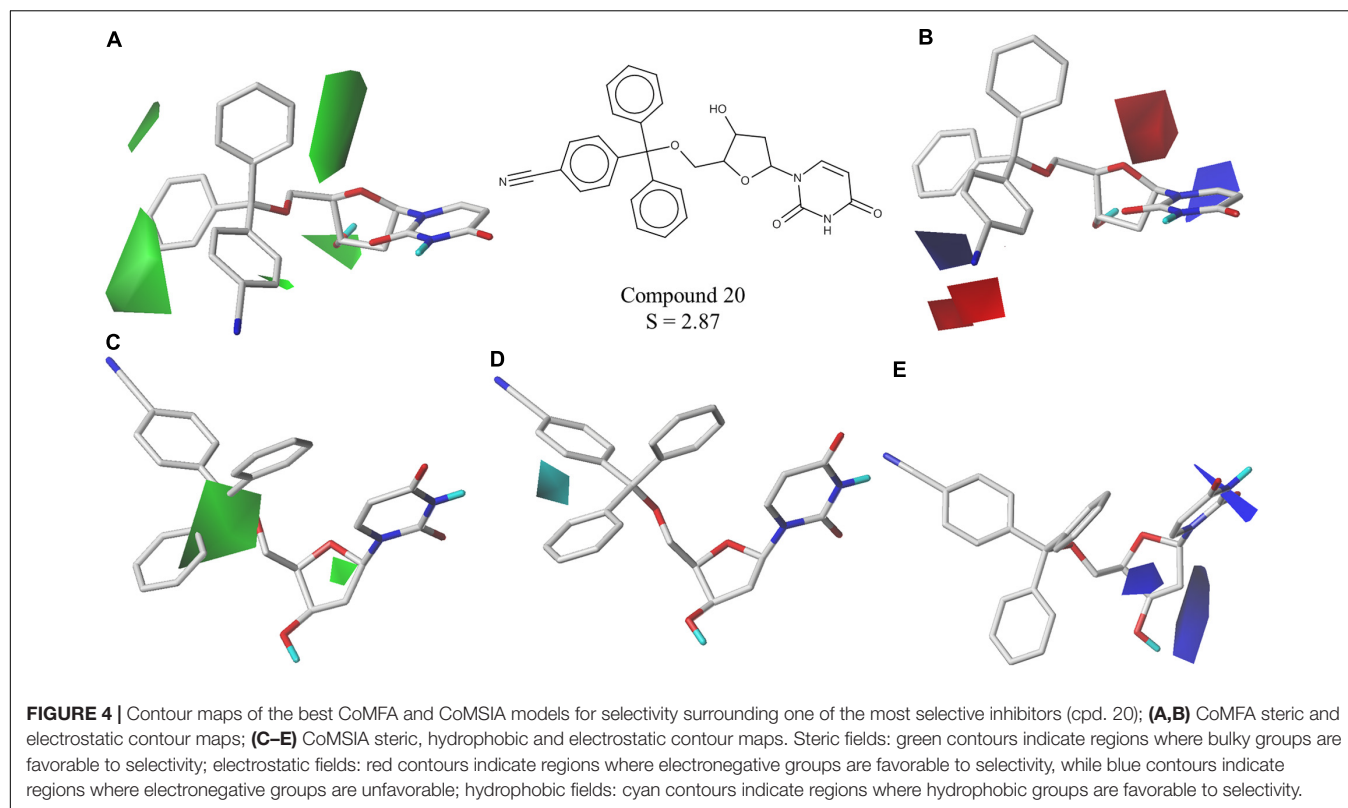 A
B
HO
O
O
N
N
O
N
H
O
Compound 20
S = 2.87
C
D
E
FIGURE 4 | Contour maps of the best CoMFA and CoMSIA models for selectivity surrounding one of the most selective inhibitors (cpd. 20); (A,B) CoMFA steric and
electrostatic contour maps; (C–E) CoMSIA steric, hydrophobic and electrostatic contour maps. Steric fields: green contours indicate regions where bulky groups are
favorable to selectivity; electrostatic fields: red contours indicate regions where electronegative groups are favorable to selectivity, while blue contours indicate
regions where electronegative groups are unfavorable; hydrophobic fields: cyan contours indicate regions where hydrophobic groups are favorable to selectivity.